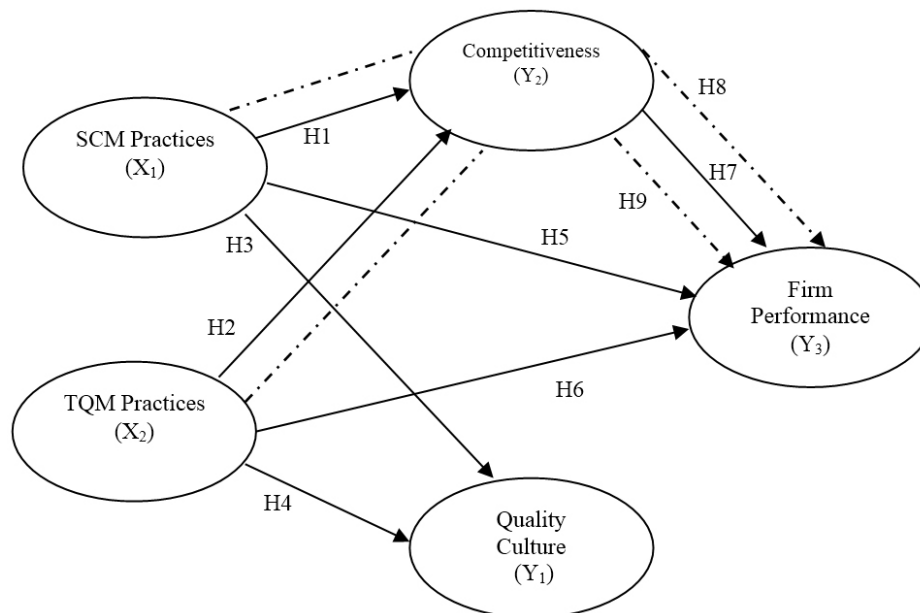 Competitiveness
(Y₂)
H8
SCM Practices
(X₁)
H1
H7
H9
H3
H5
Firm
Performance
(Y₃)
H2
TQM Practices
(X₂)
H6
H4
Quality
Culture
(Y₁)